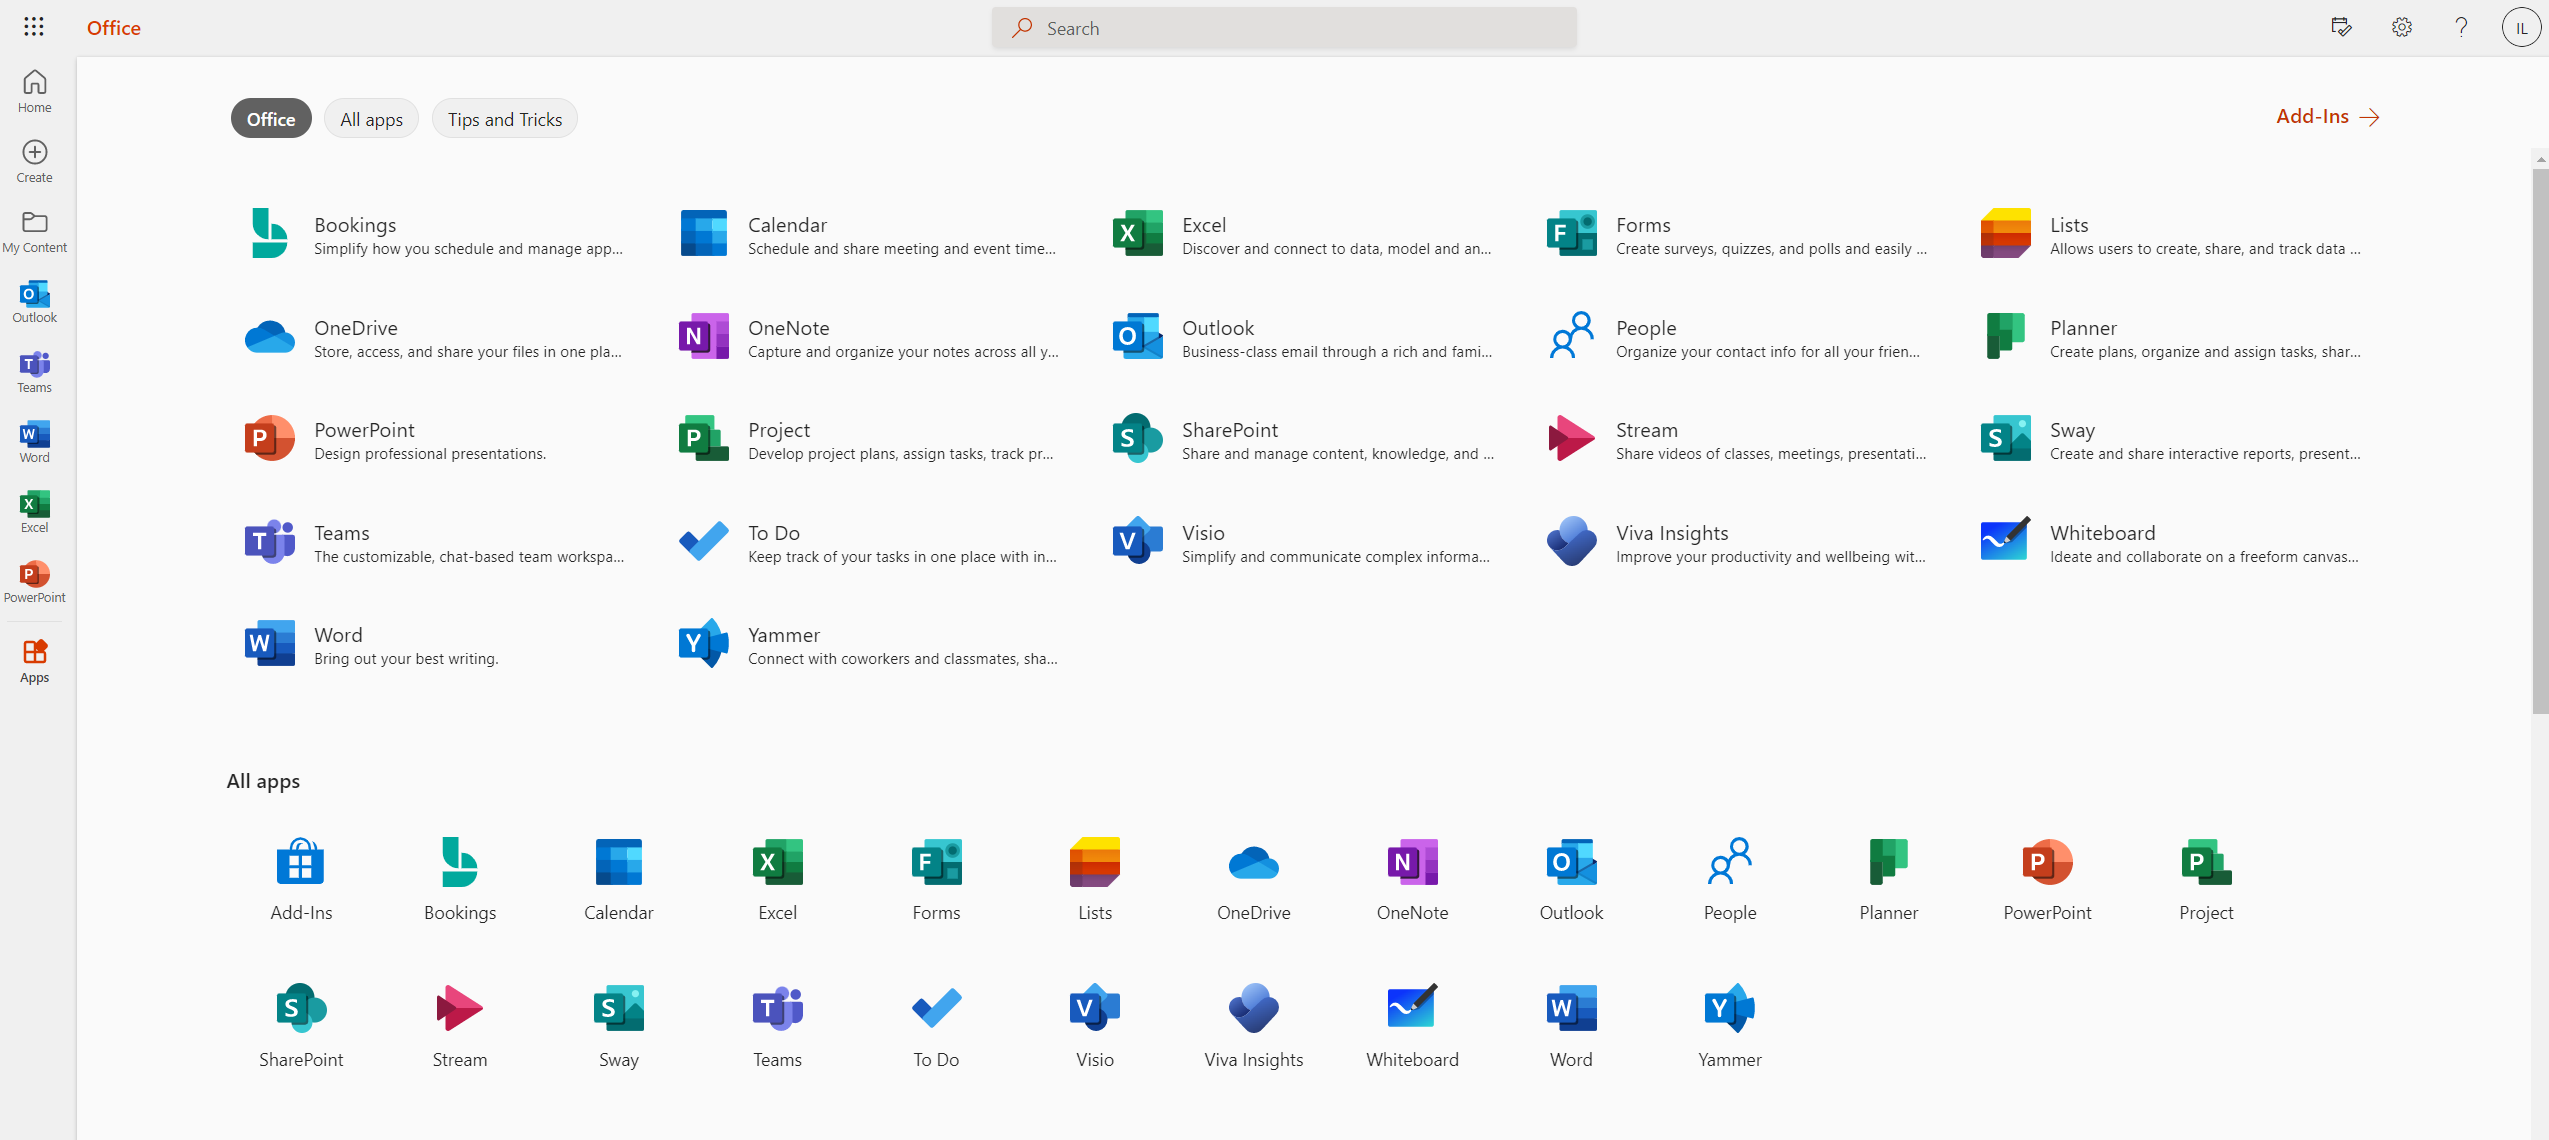 Office
Search
IL
Home
Create
My Content
Outlook
Teams
Word
Excel
PowerPoint
Apps
Office
All apps
Tips and Tricks
Add-Ins
Bookings
Simplify how you schedule and manage app...
Calendar
Schedule and share meeting and event time...
Excel
Discover and connect to data, model and an...
Forms
Create surveys, quizzes, and polls and easily ...
Lists
Allows users to create, share, and track data ...
OneDrive
Store, access, and share your files in one pla...
OneNote
Capture and organize your notes across all y...
Outlook
Business-class email through a rich and fami...
People
Organize your contact info for all your frien...
Planner
Create plans, organize and assign tasks, shar...
PowerPoint
Design professional presentations.
Project
Develop project plans, assign tasks, track pr...
SharePoint
Share and manage content, knowledge, and ...
Stream
Share videos of classes, meetings, presentati...
Sway
Create and share interactive reports, present...
Teams
The customizable, chat-based team workspa...
To Do
Keep track of your tasks in one place with in...
Visio
Simplify and communicate complex informa...
Viva Insights
Improve your productivity and wellbeing wit...
Whiteboard
Ideate and collaborate on a freeform canvas...
Word
Bring out your best writing.
Yammer
Connect with coworkers and classmates, sha...
All apps
Add-Ins
Bookings
Calendar
Excel
Forms
Lists
OneDrive
OneNote
Outlook
People
Planner
PowerPoint
Project
SharePoint
Stream
Sway
Teams
To Do
Visio
Viva Insights
Whiteboard
Word
Yammer